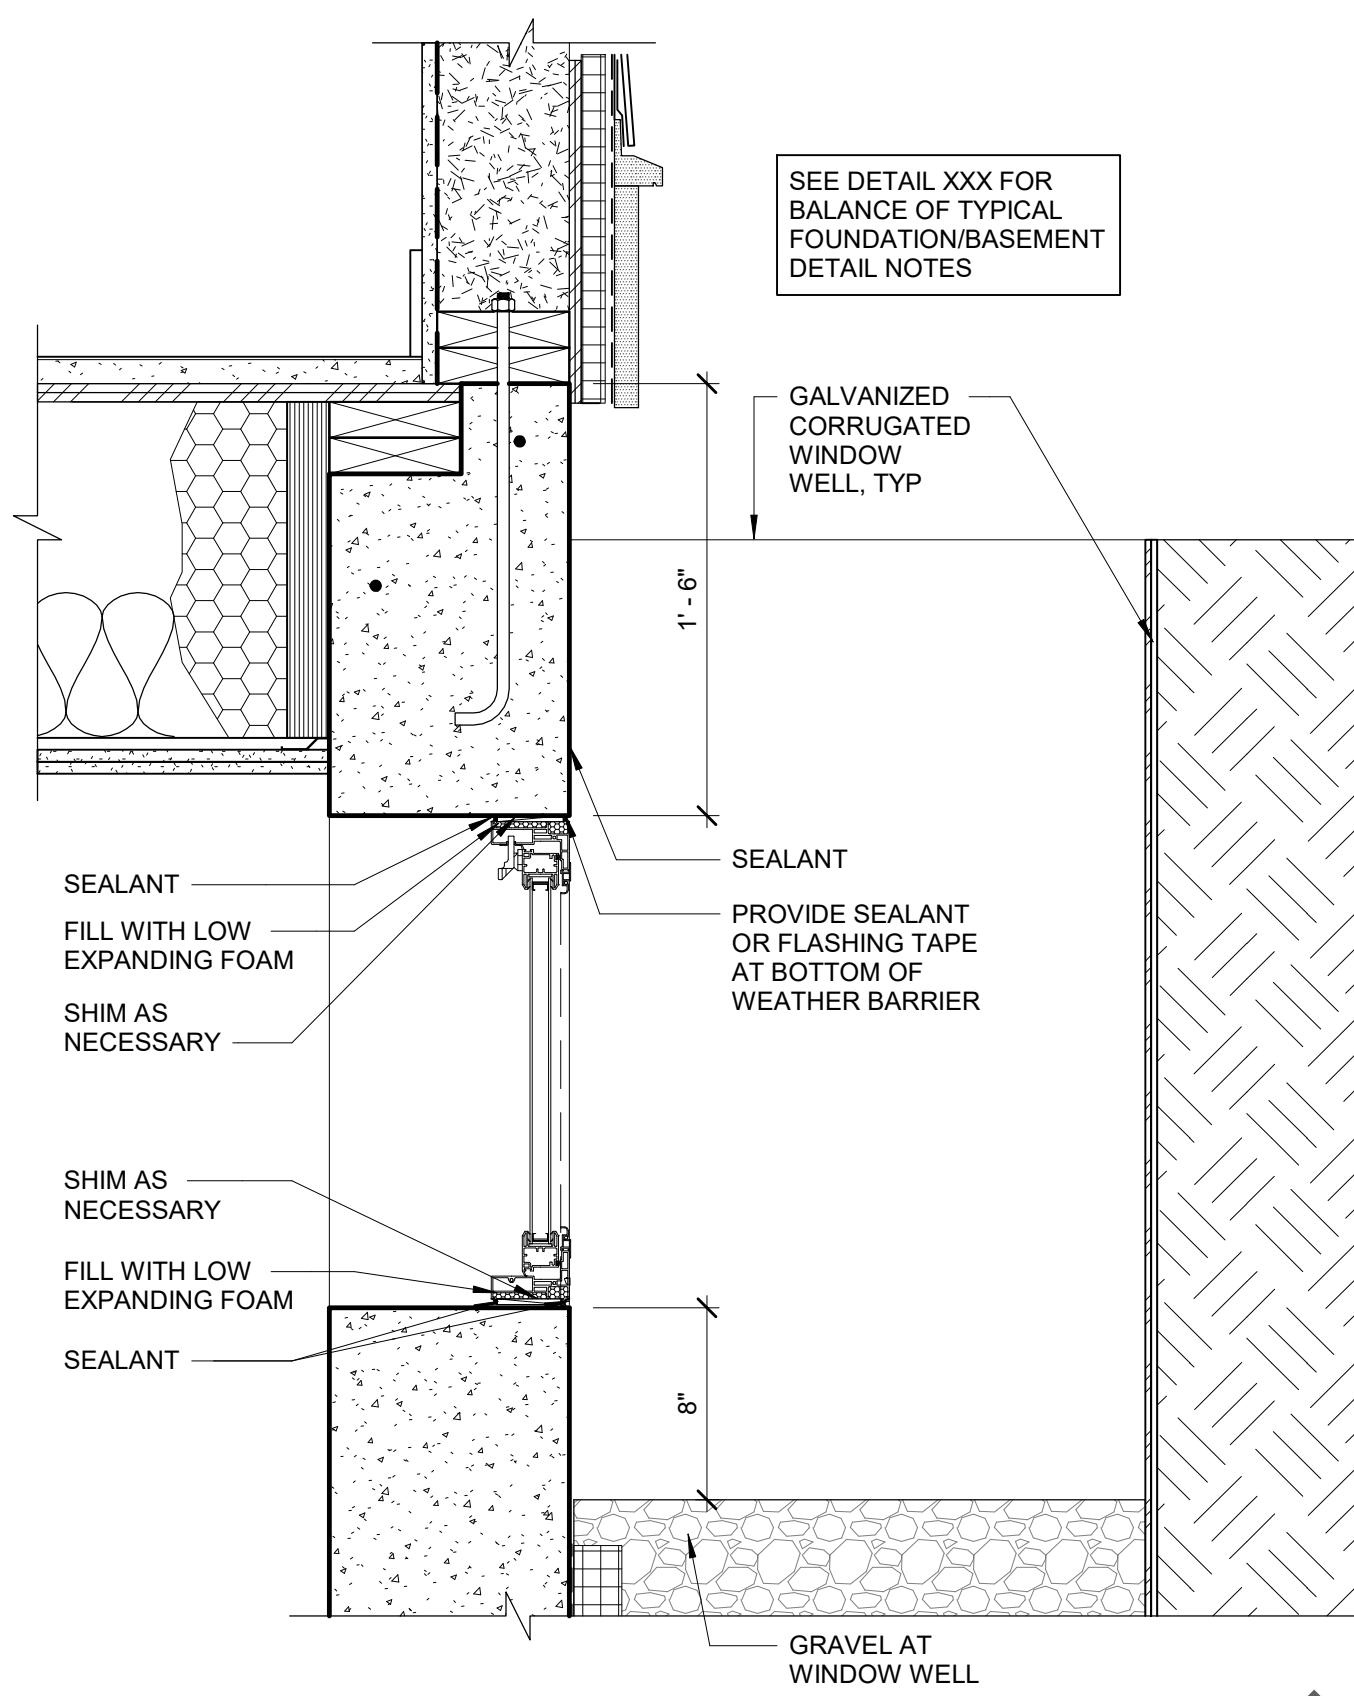 SEE DETAIL XXX FOR
BALANCE OF TYPICAL
FOUNDATION/BASEMENT
DETAIL NOTES
GALVANIZED
CORRUGATED
WINDOW
WELL, TYP
1' - 6"
SEALANT
PROVIDE SEALANT
OR FLASHING TAPE
AT BOTTOM OF
WEATHER BARRIER
SEALANT
FILL WITH LOW
EXPANDING FOAM
SHIM AS
NECESSARY
SHIM AS
NECESSARY
FILL WITH LOW
EXPANDING FOAM
SEALANT
8"
GRAVEL AT
WINDOW WELL